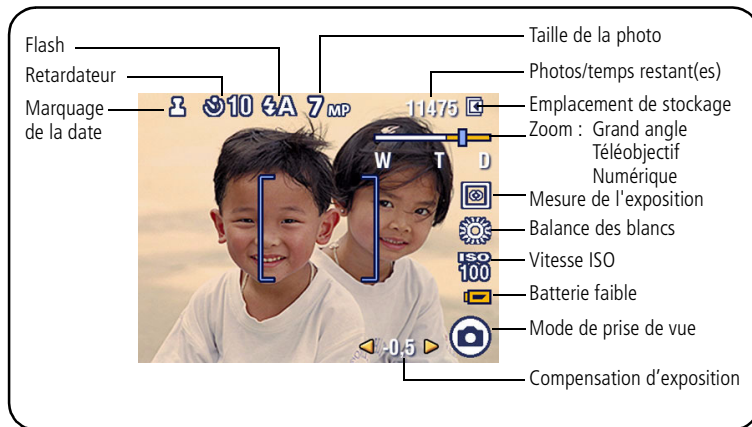 Flash
Retardateur
Marquage
de la date
Taille de la photo
Photos/temps restant(es)
Emplacement de stockage
Zoom : Grand angle
Téléobjectif
Numérique
Mesure de l'exposition
Balance des blancs
Vitesse ISO
Batterie faible
Mode de prise de vue
Compensation d’exposition
10 A 7 MP 11475 E
W T D
ISO
100
-0.5